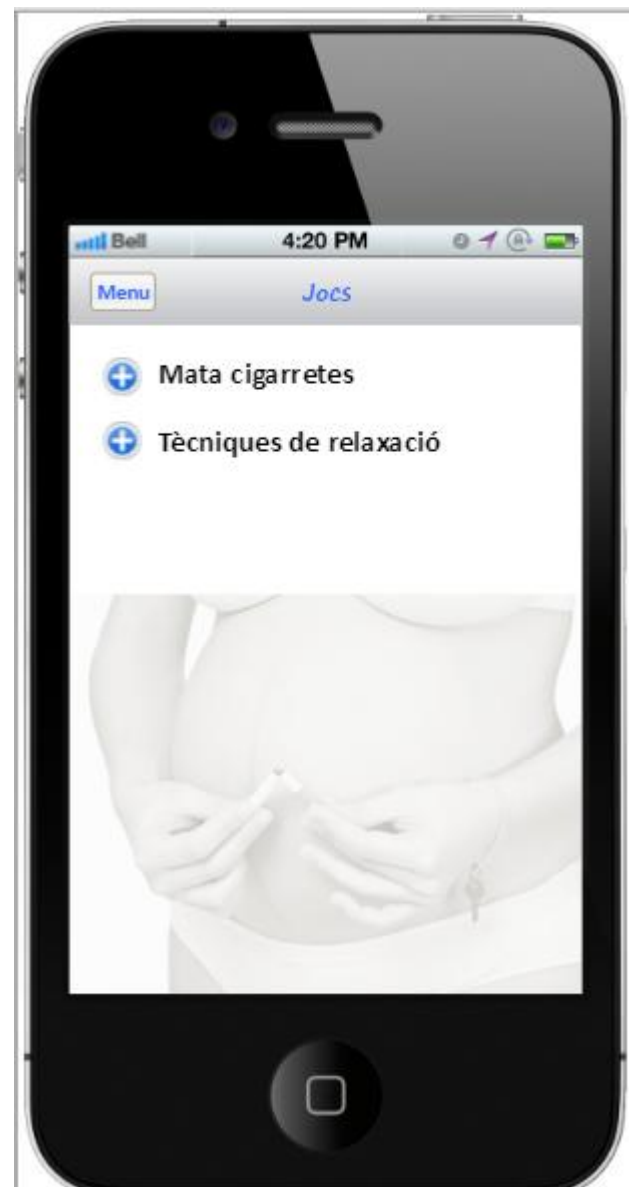 Bell 4:20 PM
Menu Jocs
Mata cigarretes
Tècniques de relaxació